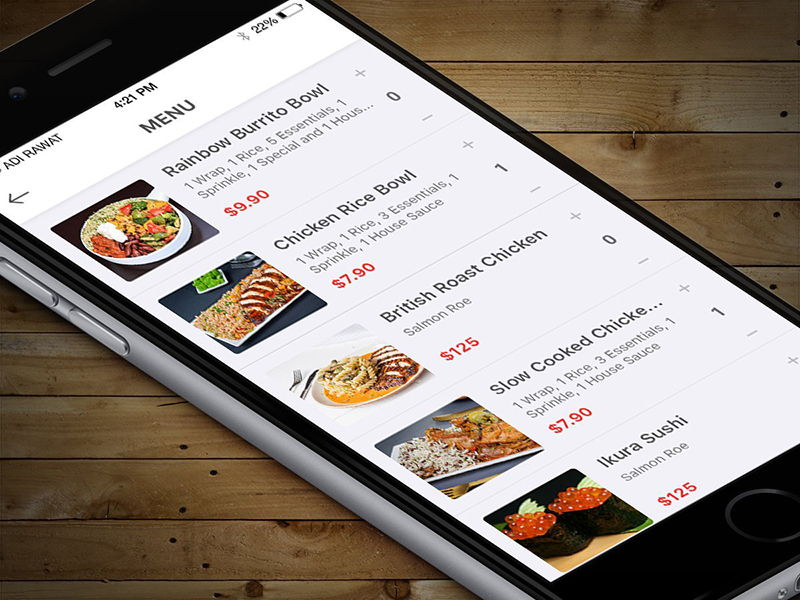 ADI RAWAT
4:21 PM
22%
MENU
Rainbow Burrito Bowl
1 Wrap, 1 Rice, 5 Essentials, 1
Sprinkle, 1 Special and 1 Hous...
$9.90
+
0
−
Chicken Rice Bowl
1 Wrap, 1 Rice, 3 Essentials, 1
Sprinkle, 1 House Sauce
$7.90
+
1
−
British Roast Chicken
Salmon Roe
$125
+
0
−
Slow Cooked Chicke...
1 Wrap, 1 Rice, 3 Essentials, 1
Sprinkle, 1 House Sauce
$7.90
+
1
−
Ikura Sushi
Salmon Roe
$125
+